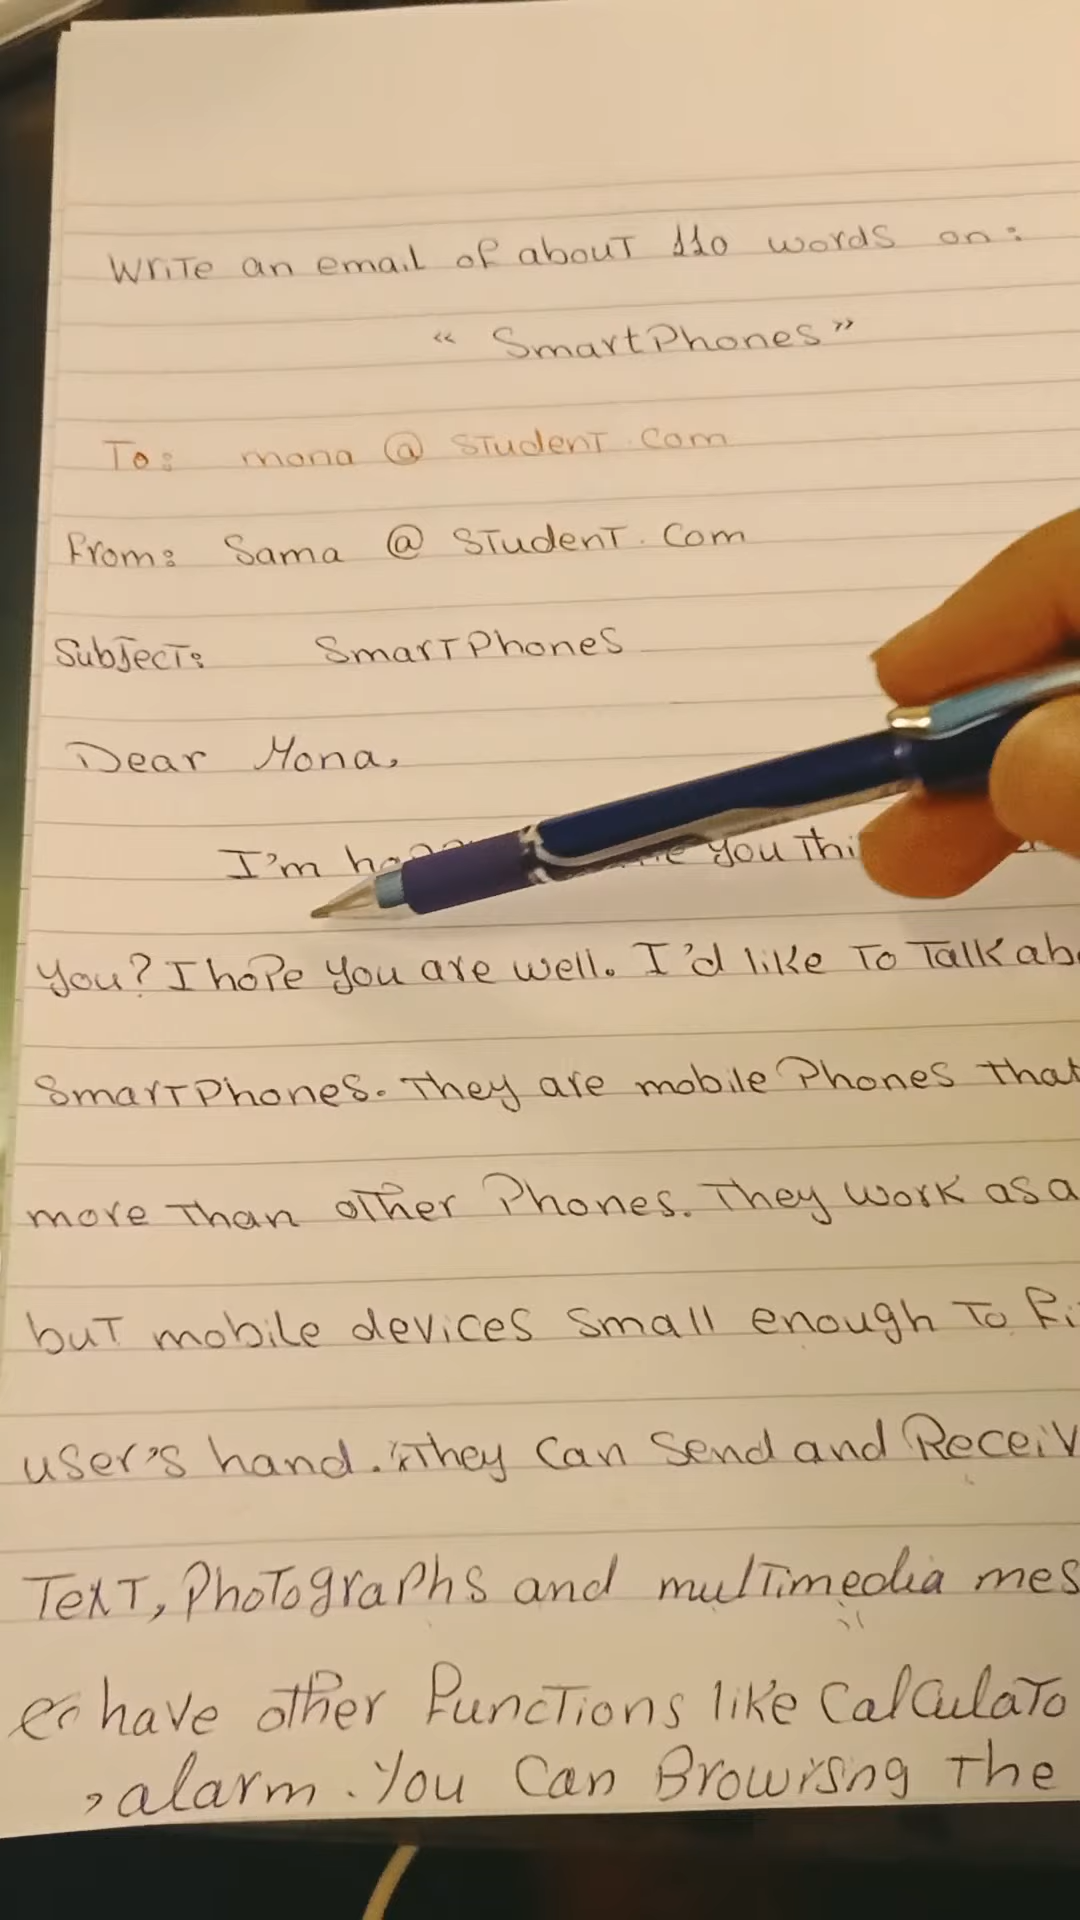 Write an email of about 110 words on:
" SmartPhones "
To: mona @ student.com
From: Sama @ student.com
Subject: SmartPhones
Dear Mona,
I'm you
you? I hope you are well. I'd like To Talk
SmartPhones. They are mobile Phones that
more Than other Phones. They work as a
but mobile devices small enough To
user's hand. They Can Send and
Text, Photographs and multimedia
have other Functions like
, alarm. You Can Browisng The